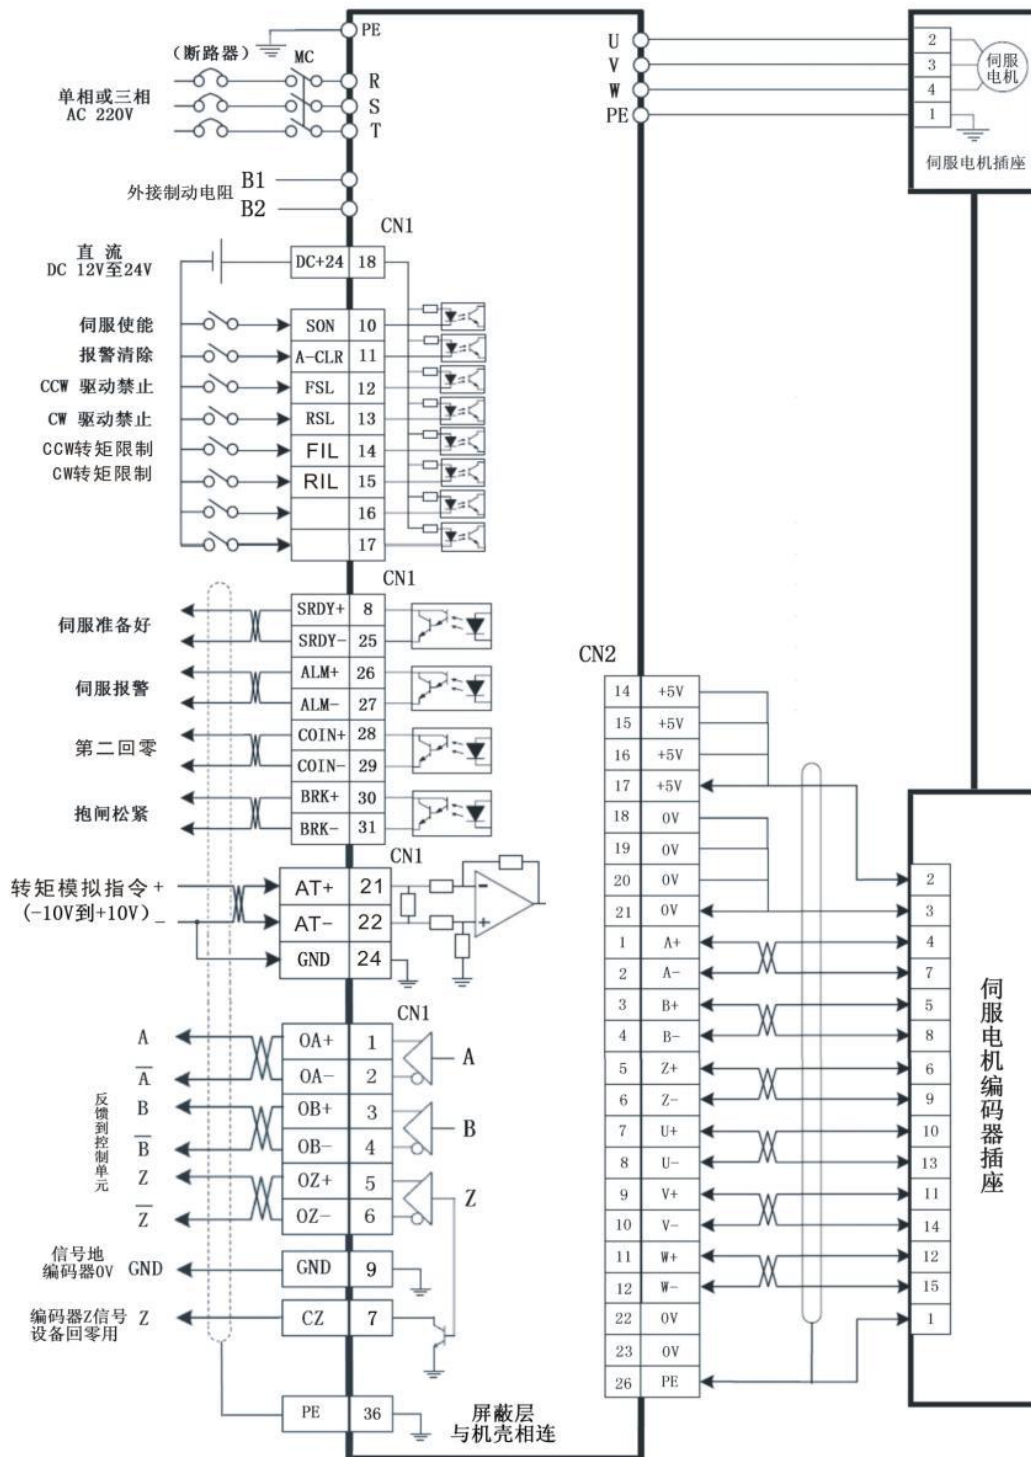 PE
(断路器)
MC
单相或三相
AC 220V
R
S
T
外接制动电阻
B1
B2
U
V
W
PE
2
3
4
1
伺服
电机
伺服电机插座
CN1
直 流
DC 12V至24V
DC+24 18
伺服使能 SON 10
报警清除 A-CLR 11
CCW 驱动禁止 FSL 12
CW 驱动禁止 RSL 13
CCW转矩限制 FIL 14
CW转矩限制 RIL 15
16
17
CN1
伺服准备好
SRDY+ 8
SRDY- 25
伺服报警
ALM+ 26
ALM- 27
第二回零
COIN+ 28
COIN- 29
抱闸松紧
BRK+ 30
BRK- 31
CN1
转矩模拟指令 +
(-10V到+10V) -
AT+ 21
AT- 22
GND 24
- 
+
CN1
反馈到控制单元
A OA+ 1
A
A̅ OA- 2
B OB+ 3
B
B̅ OB- 4
Z OZ+ 5
Z
Z̅ OZ- 6
信号地
编码器0V GND
GND 9
编码器Z信号 Z
设备回零用
CZ 7
PE 36
屏蔽层
与机壳相连
CN2
14 +5V
15 +5V
16 +5V
17 +5V
18 0V
19 0V
20 0V
21 0V
1 A+
2 A-
3 B+
4 B-
5 Z+
6 Z-
7 U+
8 U-
9 V+
10 V-
11 W+
12 W-
22 0V
23 0V
26 PE
2
3
4
7
5
8
6
9
10
13
11
14
12
15
1
伺服电机编码器插座